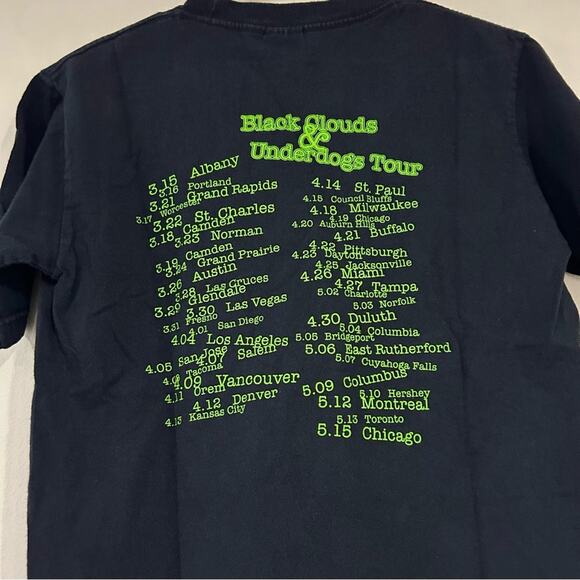 Black Clouds
&
Underdogs Tour
3.15 Albany
3.16 Portland
3.21 Grand Rapids
3.17 Worcester
3.22 St. Charles
3.18 Camden
3.23 Norman
3.19 Camden
3.24 Grand Prairie
3.26 Austin
3.28 Las Cruces
3.29 Glendale
3.30 Las Vegas
3.31 Fresno
4.01 San Diego
4.04 Los Angeles
4.05 San Jose
4.07 Salem
4.08 Tacoma
4.09 Vancouver
4.11 Orem
4.12 Denver
4.13 Kansas City
4.14 St. Paul
4.15 Council Bluffs
4.18 Milwaukee
4.19 Chicago
4.20 Auburn Hills
4.21 Buffalo
4.22 Pittsburgh
4.23 Dayton
4.25 Jacksonville
4.26 Miami
4.27 Tampa
5.02 Charlotte
5.03 Norfolk
4.30 Duluth
5.04 Columbia
5.05 Bridgeport
5.06 East Rutherford
5.07 Cuyahoga Falls
5.09 Columbus
5.10 Hershey
5.12 Montreal
5.13 Toronto
5.15 Chicago